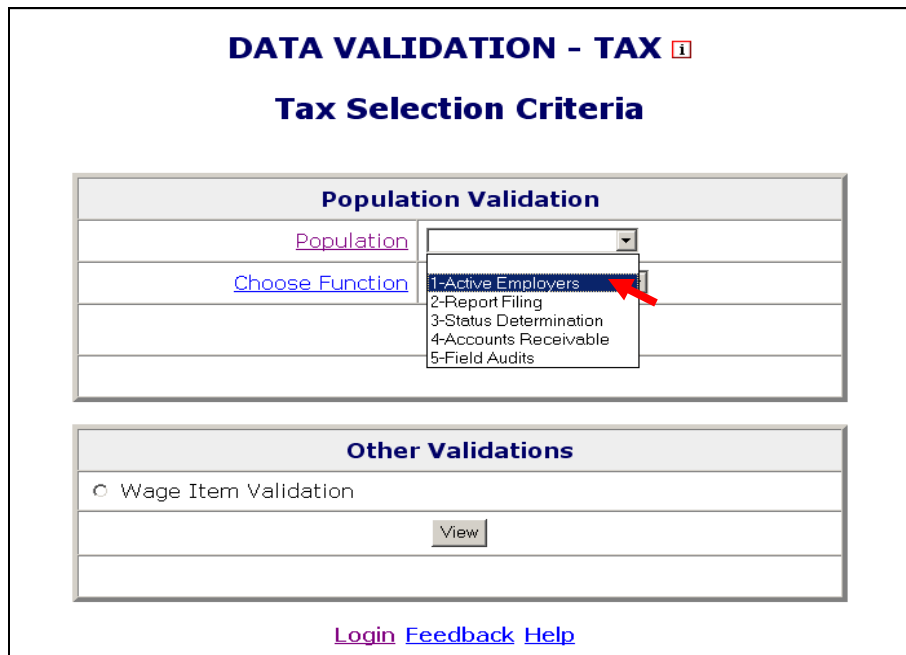 DATA VALIDATION - TAX i
Tax Selection Criteria
Population Validation
Population
Choose Function
1-Active Employers
2-Report Filing
3-Status Determination
4-Accounts Receivable
5-Field Audits
Other Validations
Wage Item Validation
View
Login Feedback Help